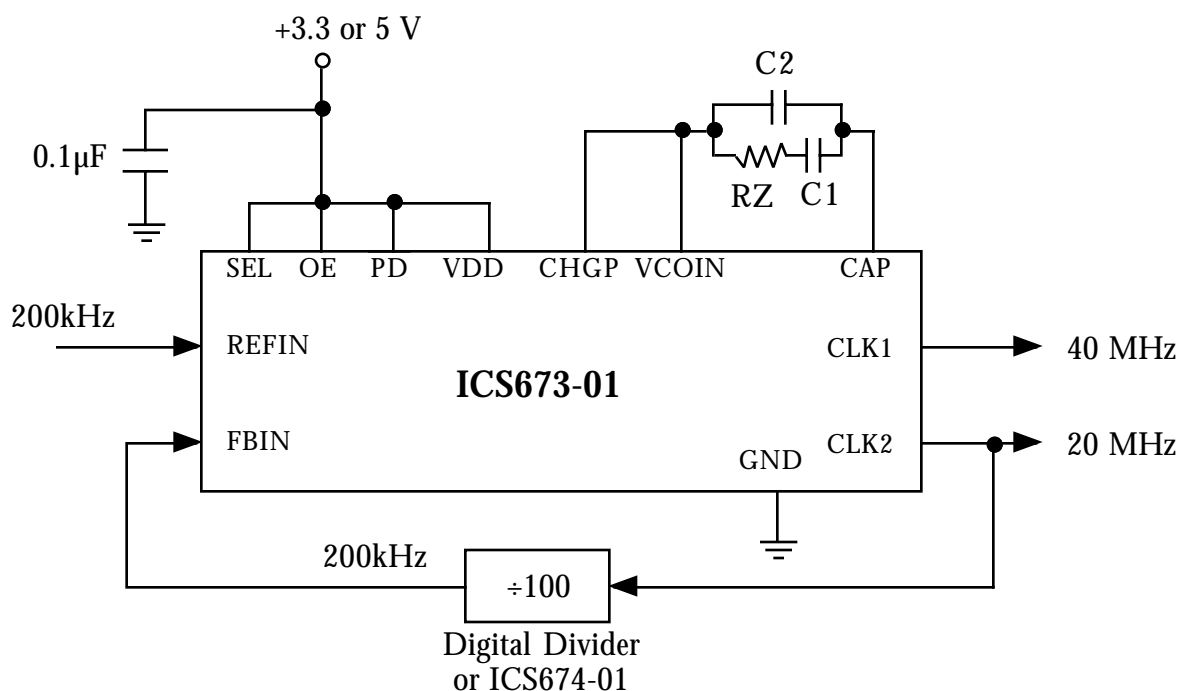 +3.3 or 5 V
C2
0.1µF
RZ
C1
SEL
OE
PD
VDD
CHGP
VCOIN
CAP
200kHz
REFIN
CLK1
40 MHz
ICS673-01
FBIN
CLK2
20 MHz
GND
200kHz
÷100
Digital Divider
or ICS674-01